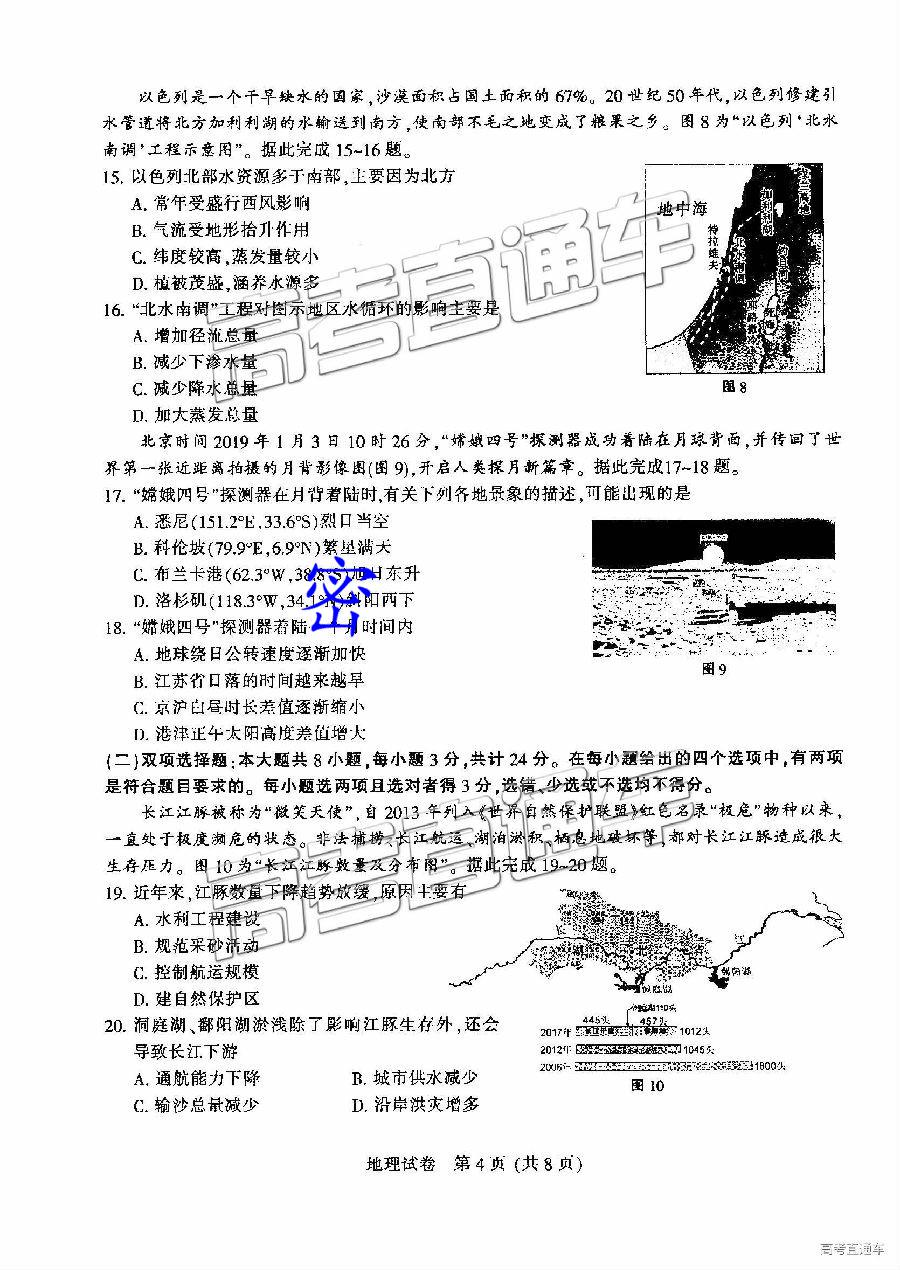 以色列是一个干旱缺水的国家,沙漠面积占国土面积的67%。20世纪50年代,以色列修建引
水管道将北方加利利湖的水输送到南方,使南部不毛之地变成了粮果之乡。图8为“以色列‘北水
南调’工程示意图”。据此完成15~16题。
15. 以色列北部水资源多于南部,主要因为北方
A. 常年受盛行西风影响
B. 气流受地形抬升作用
C. 纬度较高,蒸发量较小
D. 植被茂盛,涵养水源多
地中海
加利利湖
特拉维夫
死海
图8
16. “北水南调”工程对图示地区水循环的影响主要是
A. 增加径流总量
B. 减少下渗水量
C. 减少降水总量
D. 加大蒸发总量
北京时间2019年1月3日10时26分,“嫦娥四号”探测器成功着陆在月球背面,并传回了世
界第一张近距离拍摄的月背影像图(图9),开启人类探月新篇章。据此完成17~18题。
17. “嫦娥四号”探测器在月背着陆时,有关下列各地景象的描述,可能出现的是
A. 悉尼(151.2°E,33.6°S)烈日当空
B. 科伦坡(79.9°E,6.9°N)繁星满天
C. 布兰卡港(62.3°W,38.8°S)旭日东升
D. 洛杉矶(118.3°W,34.1°N)斜阳西下
密
图9
18. “嫦娥四号”探测器着陆 月时间内
A. 地球绕日公转速度逐渐加快
B. 江苏省日落的时间越来越早
C. 京沪白昼时长差值逐渐缩小
D. 港津正午太阳高度差值增大
(二)双项选择题:本大题共8小题,每小题3分,共计24分。在每小题给出的四个选项中,有两项
是符合题目要求的。每小题选两项且选对者得3分,选错、少选或不选均不得分。
长江江豚被称为“微笑天使”,自2013年列入《世界自然保护联盟》红色名录“极危”物种以来,
一直处于极度濒危的状态。非法捕捞、长江航运、湖泊淤积、栖息地破坏等,都对长江江豚造成很大
生存压力。图10为“长江江豚数量及分布图”。据此完成19~20题。
19. 近年来,江豚数量下降趋势放缓,原因主要有
A. 水利工程建设
B. 规范采砂活动
C. 控制航运规模
D. 建自然保护区
鄱阳湖
洞庭湖
洞庭湖110头
445头 457头
2017年 1012头
2012年 1045头
2006年 1800头
图10
20. 洞庭湖、鄱阳湖淤浅除了影响江豚生存外,还会
导致长江下游
A. 通航能力下降 B. 城市供水减少
C. 输沙总量减少 D. 沿岸洪灾增多
地理试卷 第4页(共8页)
高考直通车
高考直通车
高考直通车